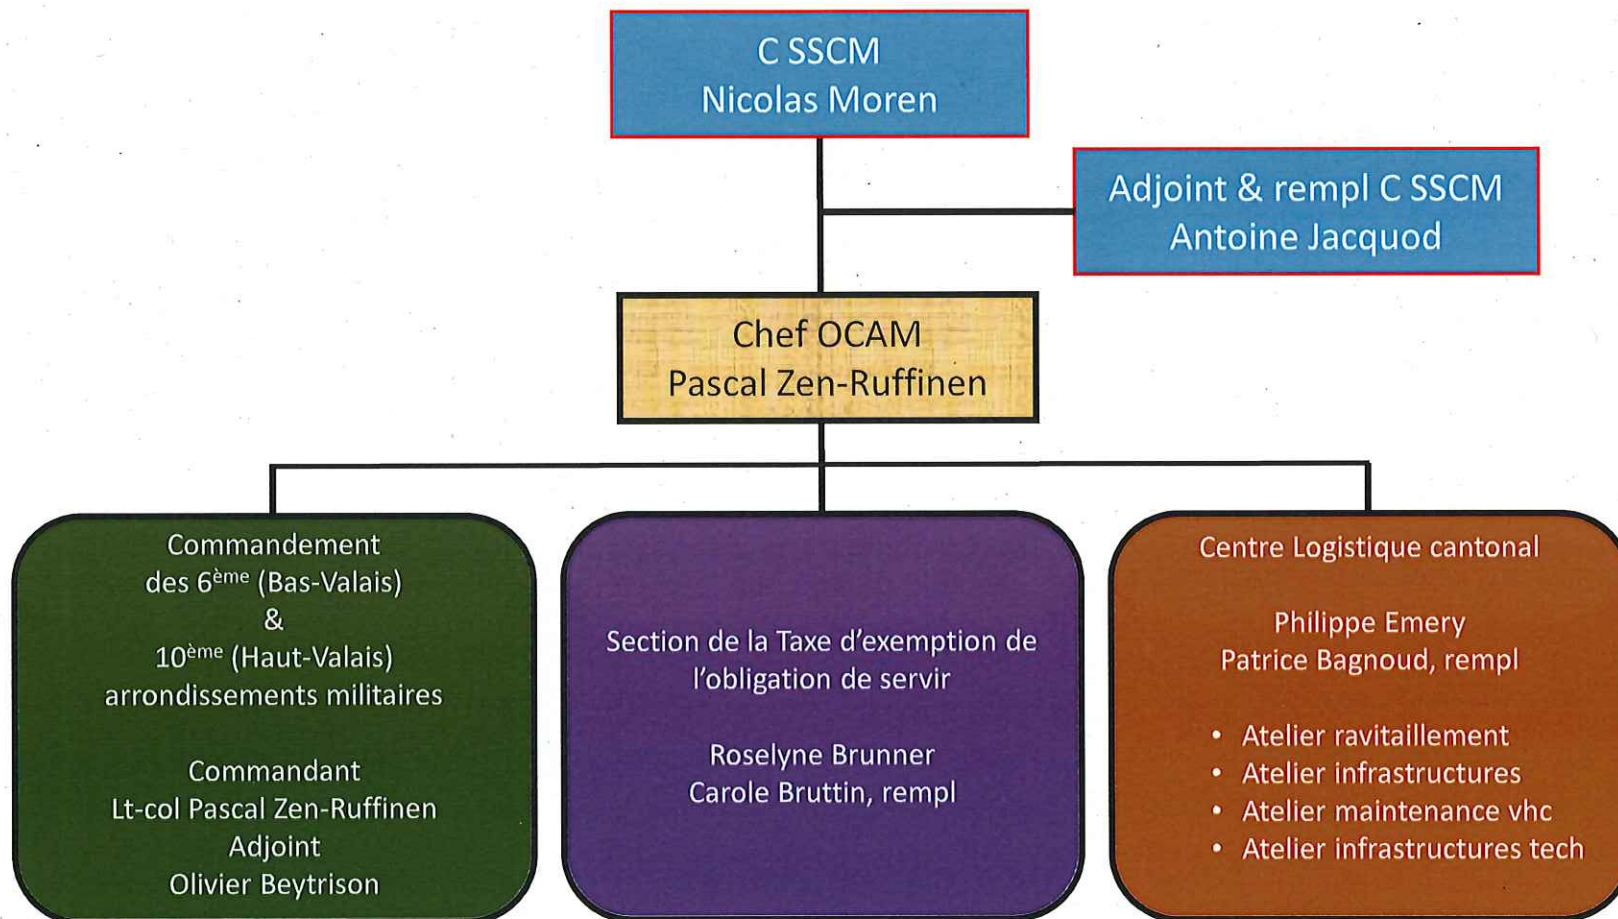 C SSCM
Nicolas Moren
Adjoint & rempl C SSCM
Antoine Jacquod
Chef OCAM
Pascal Zen-Ruffinen
Commandement
des 6ème (Bas-Valais)
&
10ème (Haut-Valais)
arrondissements militaires
Commandant
Lt-col Pascal Zen-Ruffinen
Adjoint
Olivier Beytrison
Section de la Taxe d’exemption de
l’obligation de servir
Roselyne Brunner
Carole Bruttin, rempl
Centre Logistique cantonal
Philippe Emery
Patrice Bagnoud, rempl
• Atelier ravitaillement
• Atelier infrastructures
• Atelier maintenance vhc
• Atelier infrastructures tech